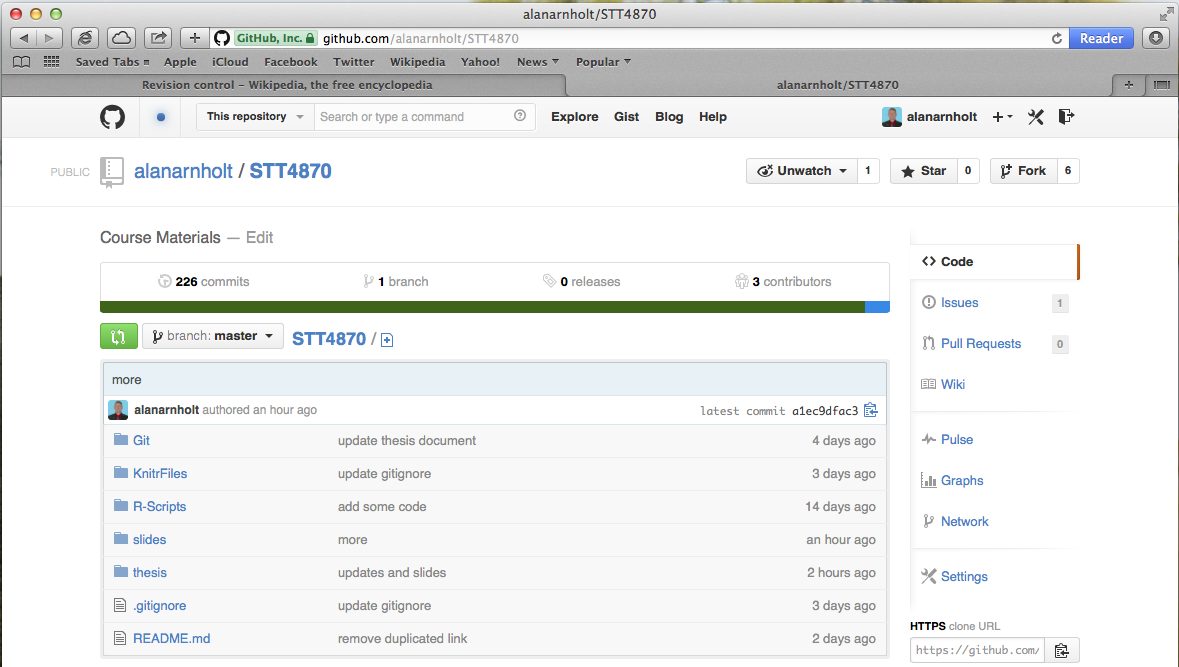 alanarnholt/STT4870
GitHub, Inc. github.com/alanarnholt/STT4870 Reader
Saved Tabs Apple iCloud Facebook Twitter Wikipedia Yahoo! News Popular
Revision control – Wikipedia, the free encyclopedia alanarnholt/STT4870
This repository Search or type a command Explore Gist Blog Help alanarnholt
PUBLIC alanarnholt / STT4870 Unwatch 1 Star 0 Fork 6
Course Materials — Edit
226 commits 1 branch 0 releases 3 contributors
branch: master STT4870 /
more
alanarnholt authored an hour ago latest commit a1ec9dfac3
Git update thesis document 4 days ago
KnitrFiles update gitignore 3 days ago
R-Scripts add some code 14 days ago
slides more an hour ago
thesis updates and slides 2 hours ago
.gitignore update gitignore 3 days ago
README.md remove duplicated link 2 days ago
Code
Issues 1
Pull Requests 0
Wiki
Pulse
Graphs
Network
Settings
HTTPS clone URL
https://github.com/